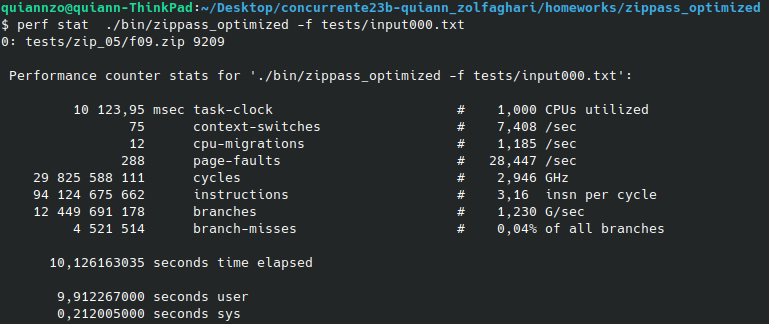 quiannzo@quiann-ThinkPad:~/Desktop/concurrente23b-quiann_zolfaghari/homeworks/zippass_optimized
$ perf stat  ./bin/zippass_optimized -f tests/input000.txt
0: tests/zip_05/f09.zip 9209
Performance counter stats for './bin/zippass_optimized -f tests/input000.txt':
10 123,95 msec task-clock # 1,000 CPUs utilized
75 context-switches # 7,408 /sec
12 cpu-migrations # 1,185 /sec
288 page-faults # 28,447 /sec
29 825 588 111 cycles # 2,946 GHz
94 124 675 662 instructions # 3,16 insn per cycle
12 449 691 178 branches # 1,230 G/sec
4 521 514 branch-misses # 0,04% of all branches
10,126163035 seconds time elapsed
9,912267000 seconds user
0,212005000 seconds sys